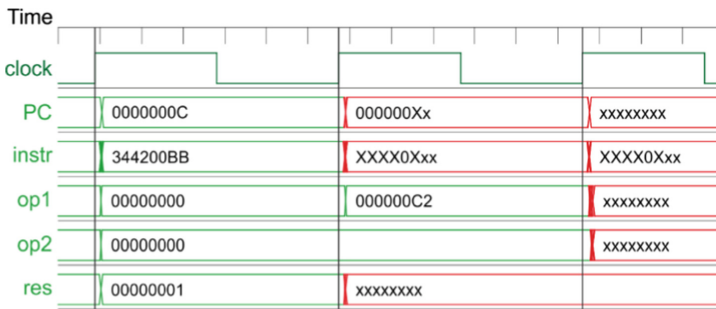 Time
clock
PC 0000000C 000000Xx xxxxxxxx
instr 344200BB XXXX0Xxx XXXX0Xxx
op1 00000000 000000C2 xxxxxxxx
op2 00000000 xxxxxxxx
res 00000001 xxxxxxxx